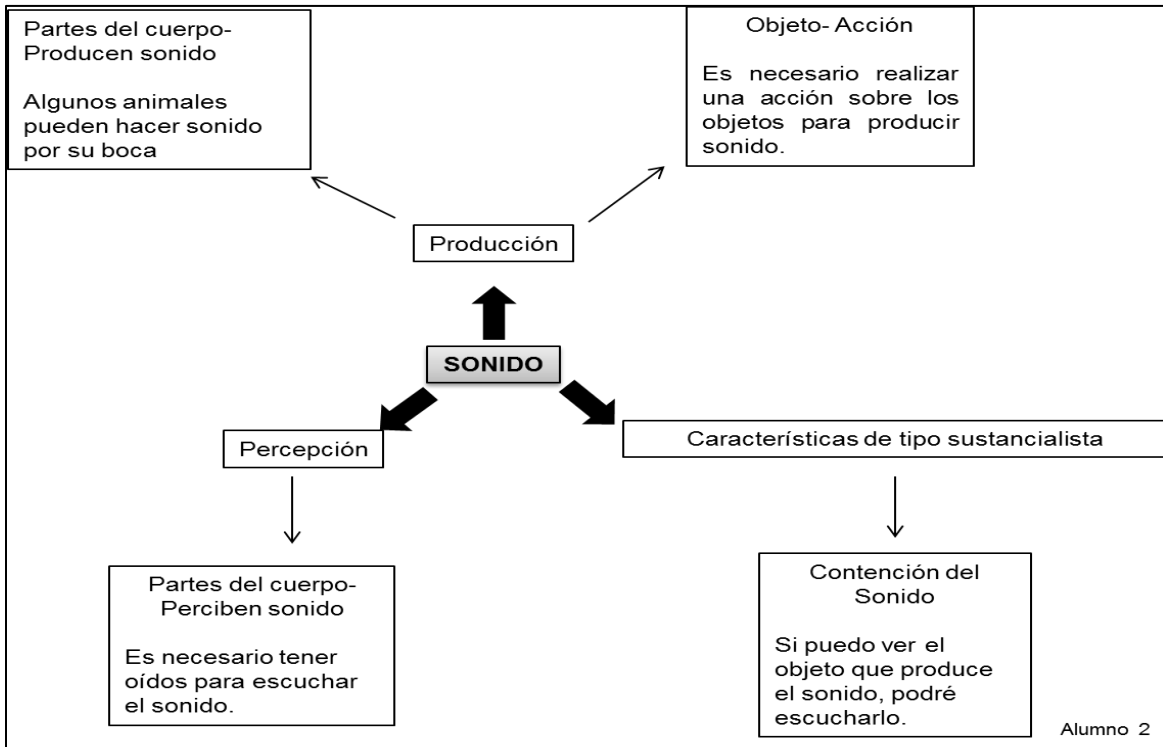 Partes del cuerpo-
Producen sonido
Algunos animales
pueden hacer sonido
por su boca
Objeto- Acción
Es necesario realizar
una acción sobre los
objetos para producir
sonido.
Producción
SONIDO
Percepción
Características de tipo sustancialista
Partes del cuerpo-
Perciben sonido
Es necesario tener
oídos para escuchar
el sonido.
Contención del
Sonido
Si puedo ver el
objeto que produce
el sonido, podré
escucharlo.
Alumno 2